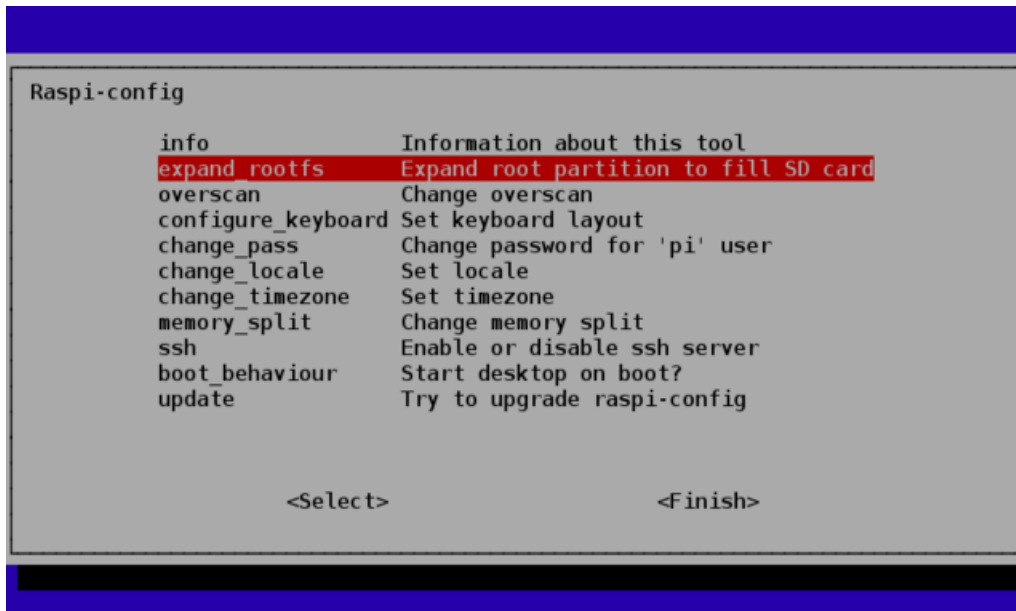 Raspi-config
info Information about this tool
expand_rootfs Expand root partition to fill SD card
overscan Change overscan
configure_keyboard Set keyboard layout
change_pass Change password for 'pi' user
change_locale Set locale
change_timezone Set timezone
memory_split Change memory split
ssh Enable or disable ssh server
boot_behaviour Start desktop on boot?
update Try to upgrade raspi-config
<Select> <Finish>